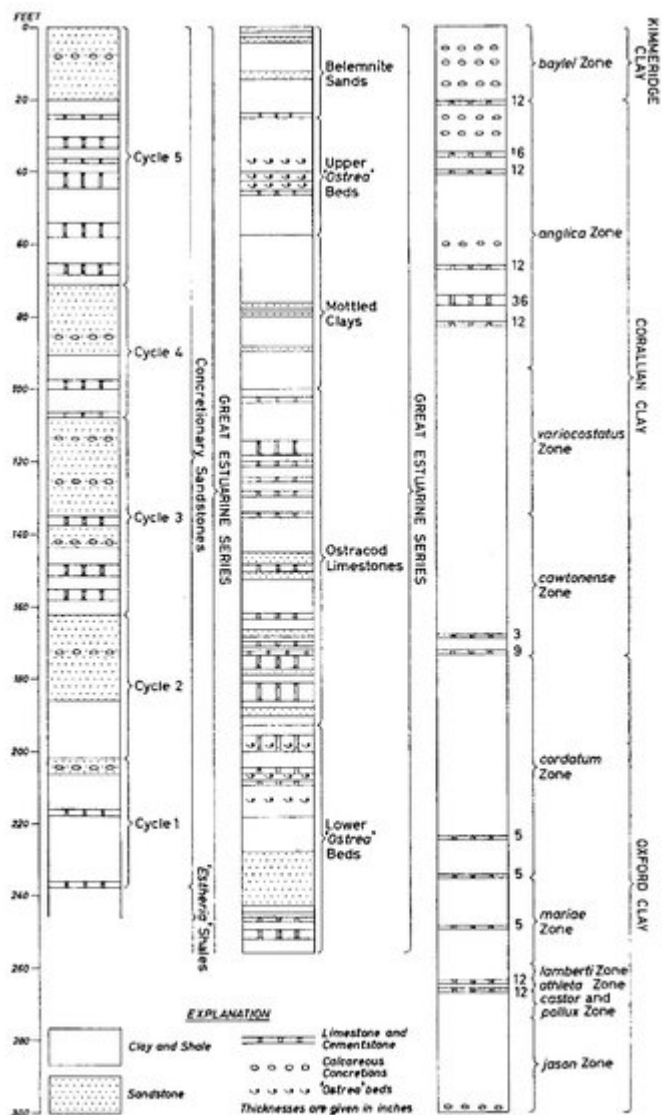 FEET
0
20
40
60
80
100
120
140
160
180
200
220
240
260
280
300
Cycle 5
Cycle 4
Cycle 3
Cycle 2
Cycle 1
Concretionary Sandstones
"Estheria" Shales
GREAT ESTUARINE SERIES
Belemnite
Sands
Upper
"Ostrea"
Beds
Mottled
Clays
Ostracod
Limestones
Lower
"Ostrea"
Beds
GREAT ESTUARINE SERIES
12
12
12
36
12
3
9
5
5
5
12
12
baylei Zone
anglica Zone
variocostatus
Zone
cawtonense
Zone
cordatum
Zone
mariae
Zone
lamberti Zone
athleta Zone
castor and
pollux Zone
jason Zone
KIMMERIDGE
CLAY
CORALLIAN CLAY
OXFORD CLAY
EXPLANATION
Clay and Shale
Sandstone
Limestone and
Cementstone
Calcareous
Concretions
"Ostrea" beds
Thicknesses are given in inches